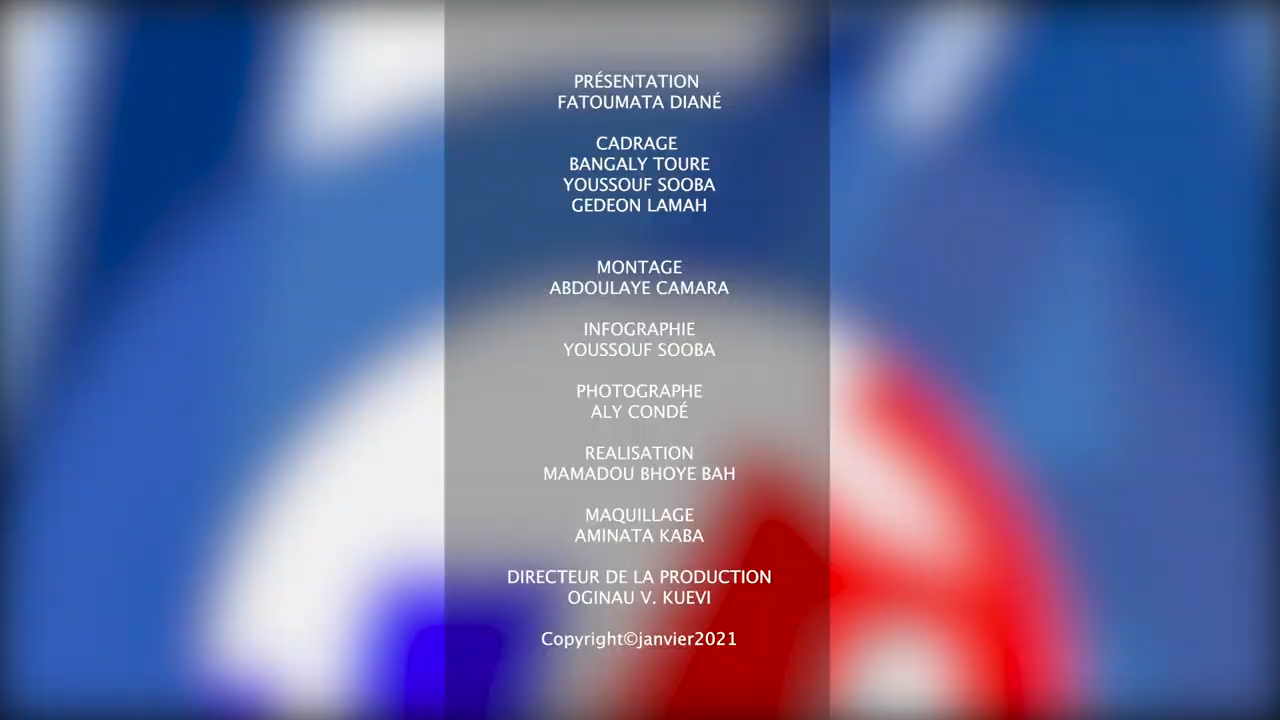 PRÉSENTATION
FATOUMATA DIANÉ
CADRAGE
BANGALY TOURE
YOUSSOUF SOOBA
GEDEON LAMAH
MONTAGE
ABDOULAYE CAMARA
INFOGRAPHIE
YOUSSOUF SOOBA
PHOTOGRAPHE
ALY CONDÉ
REALISATION
MAMADOU BHOYE BAH
MAQUILLAGE
AMINATA KABA
DIRECTEUR DE LA PRODUCTION
OGINAU V. KUEVI
Copyright©janvier2021